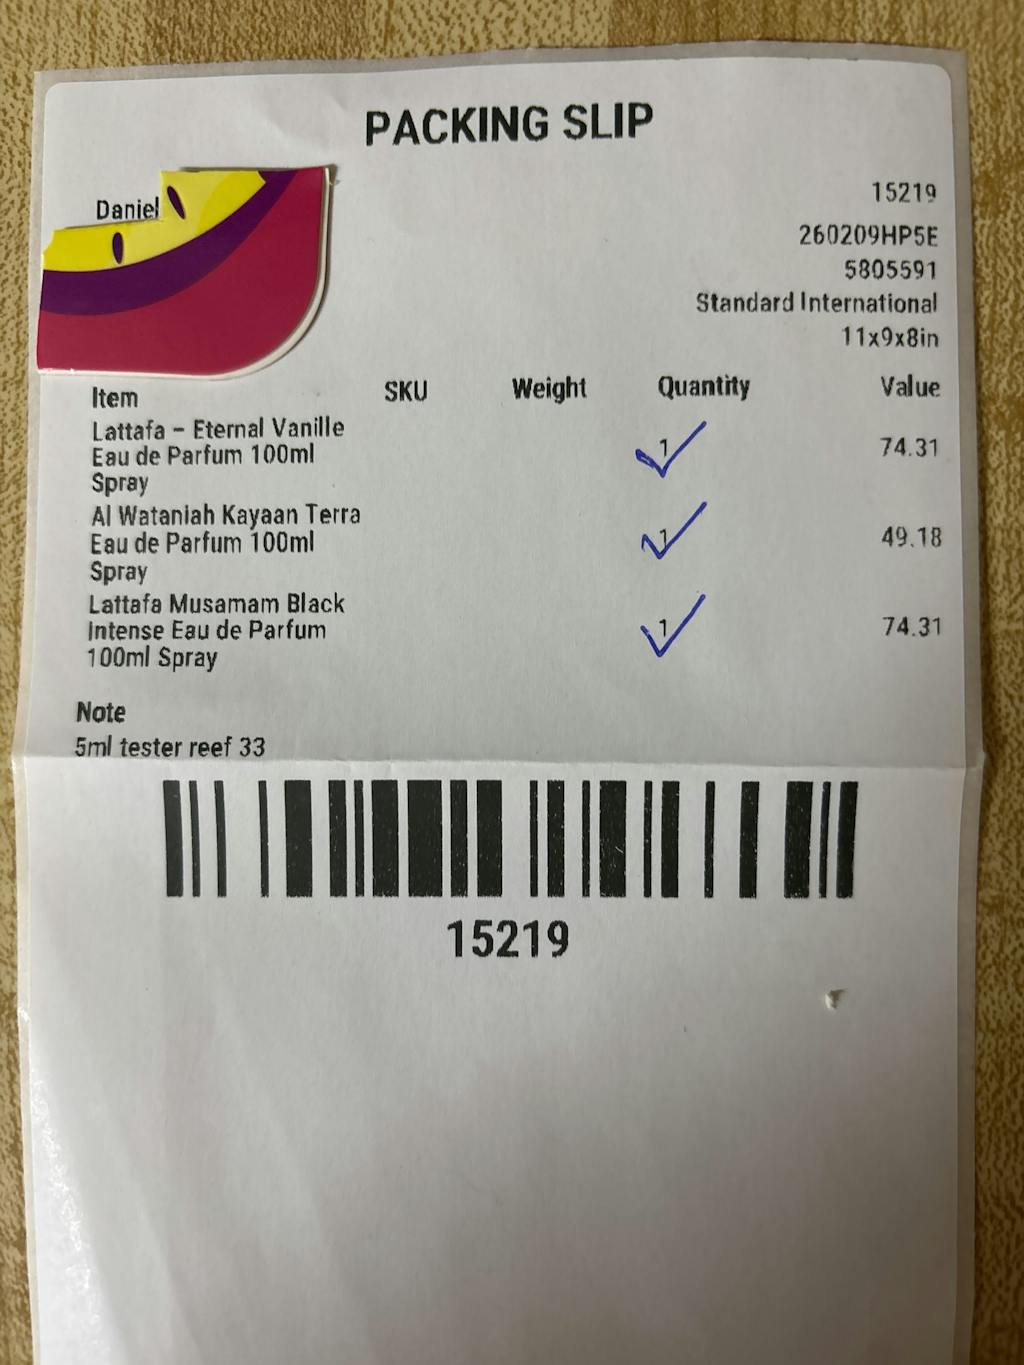 PACKING SLIP
Daniel
15219
260209HP5E
5805591
Standard International
11x9x8in
Item SKU Weight Quantity Value
Lattafa - Eternal Vanille
Eau de Parfum 100ml
Spray
1 74.31
Al Wataniah Kayaan Terra
Eau de Parfum 100ml
Spray
1 49.18
Lattafa Musamam Black
Intense Eau de Parfum
100ml Spray
1 74.31
Note
5ml tester reef 33
15219